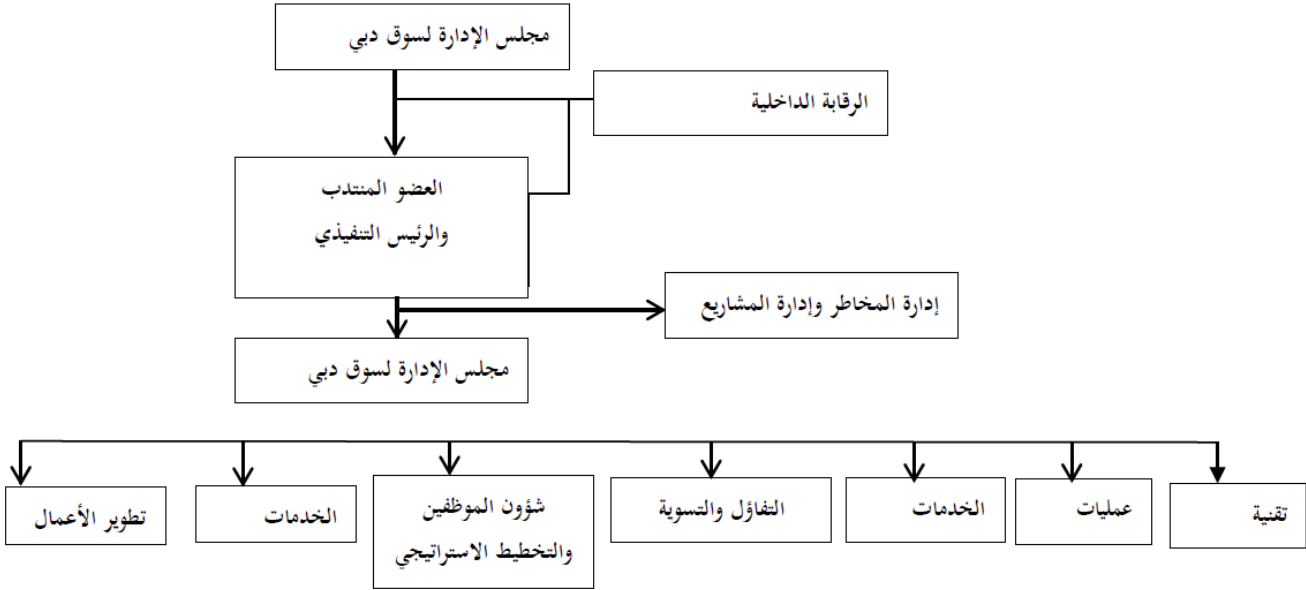 مجلس الإدارة لسوق دبي
الرقابة الداخلية
العضو المنتدب
والرئيس التنفيذي
إدارة المخاطر وإدارة المشاريع
مجلس الإدارة لسوق دبي
تقنية
عمليات
الخدمات
التفاؤل والتسوية
شؤون الموظفين
والتخطيط الاستراتيجي
الخدمات
تطوير الأعمال